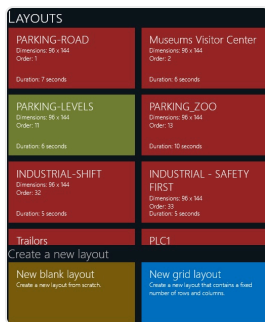 LAYOUTS
PARKING-ROAD
Dimensions: 96 x 144
Order: 1
Duration: 7 seconds
Museums Visitor Center
Dimensions: 96 x 144
Order: 2
Duration: 6 seconds
PARKING-LEVELS
Dimensions: 96 x 144
Order: 11
Duration: 6 seconds
PARKING_ZOO
Dimensions: 96 x 144
Order: 13
Duration: 10 seconds
INDUSTRIAL-SHIFT
Dimensions: 96 x 144
Order: 32
Duration: 5 seconds
INDUSTRIAL - SAFETY
FIRST
Dimensions: 96 x 144
Order: 33
Duration: 5 seconds
Trailors
PLC1
Create a new layout
New blank layout
Create a new layout from scratch.
New grid layout
Create a new layout that contains a fixed
number of rows and columns.